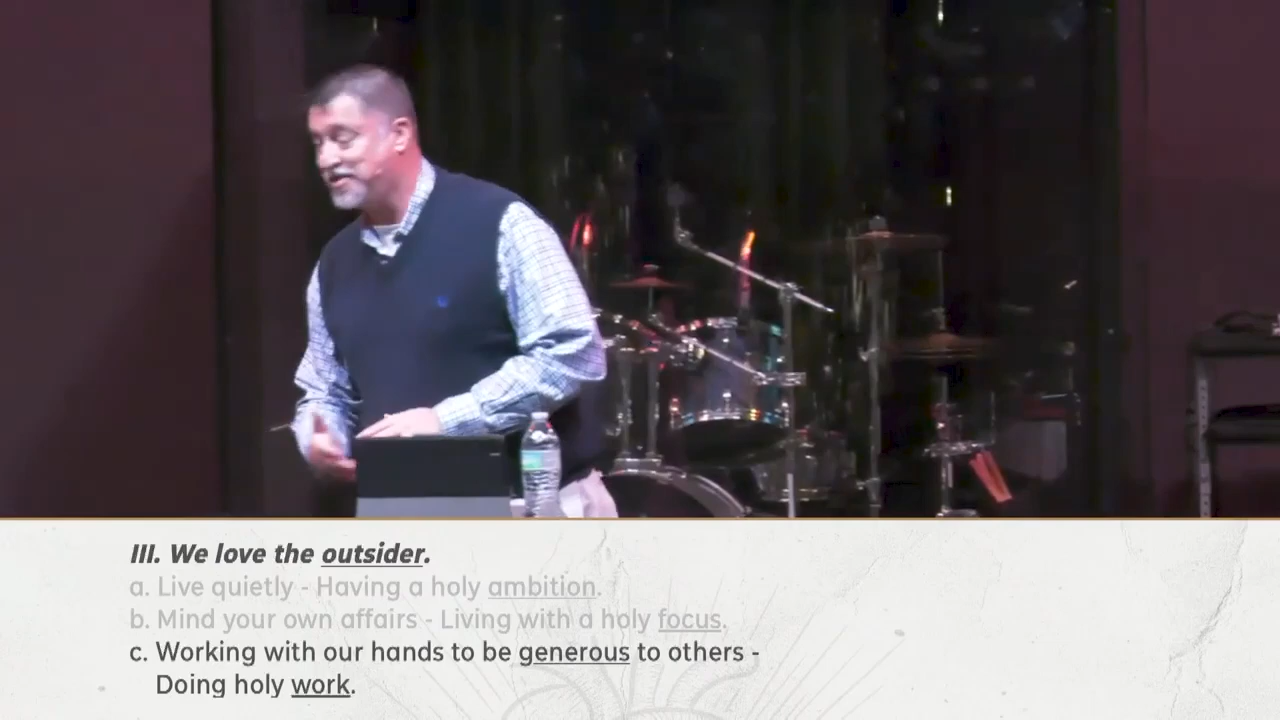 III. We love the outsider.
a. Live quietly - Having a holy ambition.
b. Mind your own affairs - Living with a holy focus.
c. Working with our hands to be generous to others -
Doing holy work.